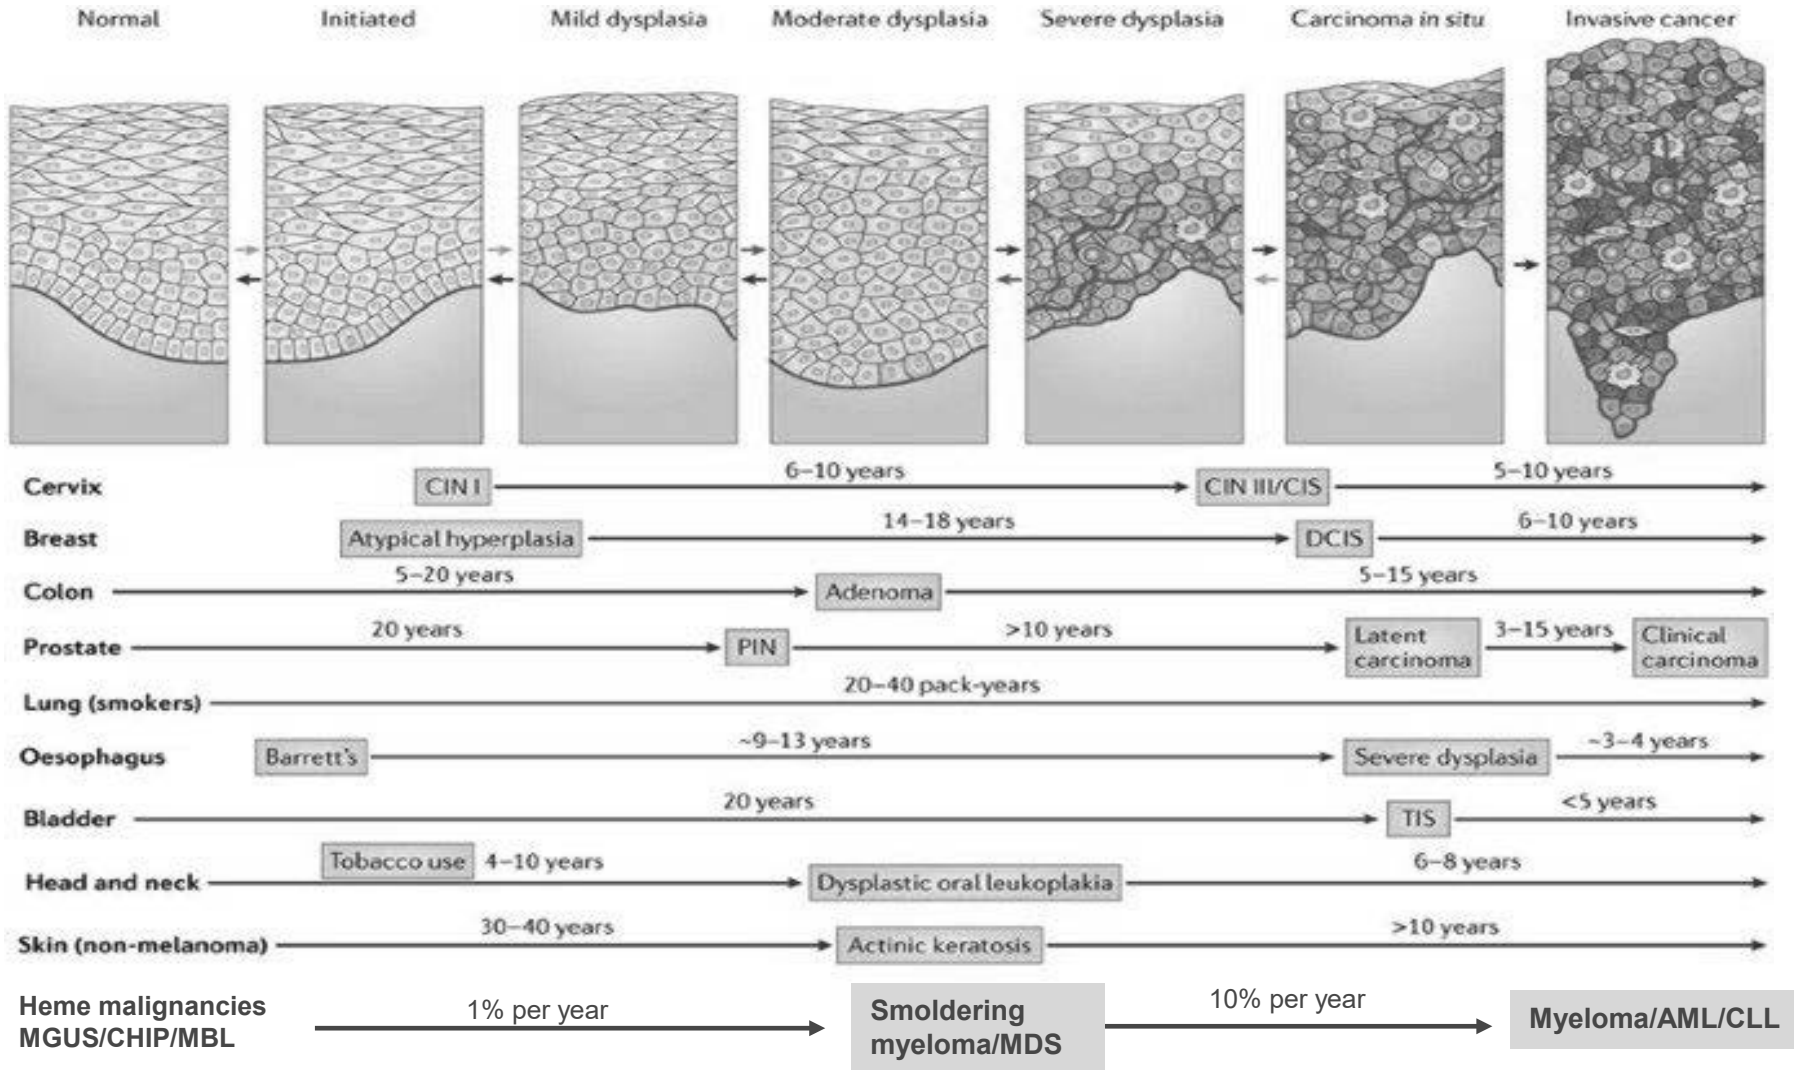 Normal
Initiated
Mild dysplasia
Moderate dysplasia
Severe dysplasia
Carcinoma in situ
Invasive cancer
Cervix
CIN I
6–10 years
CIN III/CIS
5–10 years
Breast
Atypical hyperplasia
14–18 years
DCIS
6–10 years
Colon
5–20 years
Adenoma
5–15 years
Prostate
20 years
PIN
>10 years
Latent
carcinoma
3–15 years
Clinical
carcinoma
Lung (smokers)
20–40 pack-years
Oesophagus
Barrett's
~9–13 years
Severe dysplasia
~3–4 years
Bladder
20 years
TIS
<5 years
Head and neck
Tobacco use
4–10 years
Dysplastic oral leukoplakia
6–8 years
Skin (non-melanoma)
30–40 years
Actinic keratosis
>10 years
Heme malignancies
MGUS/CHIP/MBL
1% per year
Smoldering
myeloma/MDS
10% per year
Myeloma/AML/CLL